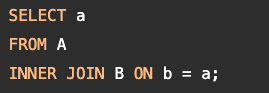 SELECT a
FROM A
INNER JOIN B ON b = a;